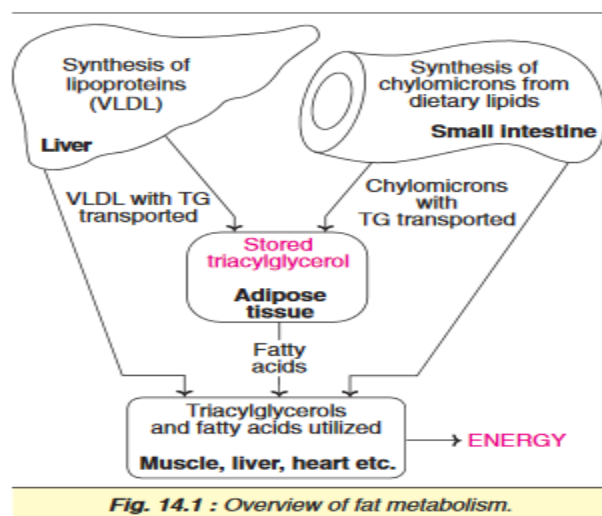 Synthesis of
lipoproteins
(VLDL)
Liver
Synthesis of
chylomicrons from
dietary lipids
Small intestine
VLDL with TG
transported
Chylomicrons
with
TG transported
Stored
triacylglycerol
Adipose
tissue
Fatty
acids
Triacylglycerols
and fatty acids utilized
Muscle, liver, heart etc.
ENERGY
Fig. 14.1 : Overview of fat metabolism.